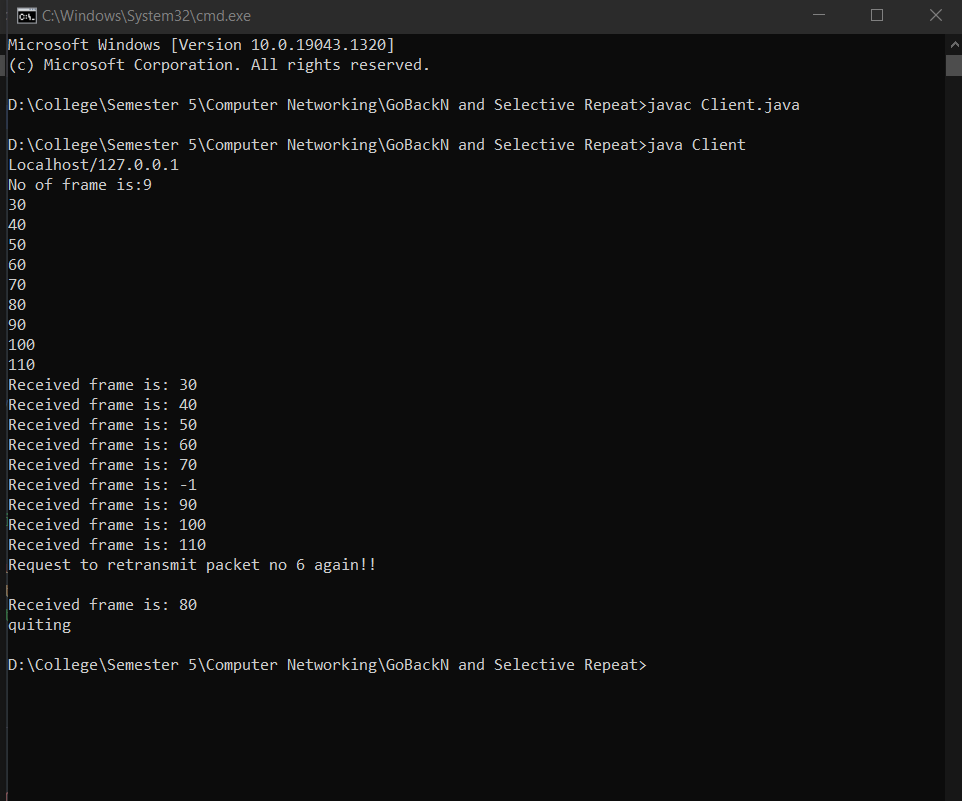 C:\Windows\System32\cmd.exe
Microsoft Windows [Version 10.0.19043.1320]
(c) Microsoft Corporation. All rights reserved.
D:\College\Semester 5\Computer Networking\GoBackN and Selective Repeat>javac Client.java
D:\College\Semester 5\Computer Networking\GoBackN and Selective Repeat>java Client
Localhost/127.0.0.1
No of frame is:9
30
40
50
60
70
80
90
100
110
Received frame is: 30
Received frame is: 40
Received frame is: 50
Received frame is: 60
Received frame is: 70
Received frame is: -1
Received frame is: 90
Received frame is: 100
Received frame is: 110
Request to retransmit packet no 6 again!!
Received frame is: 80
quiting
D:\College\Semester 5\Computer Networking\GoBackN and Selective Repeat>